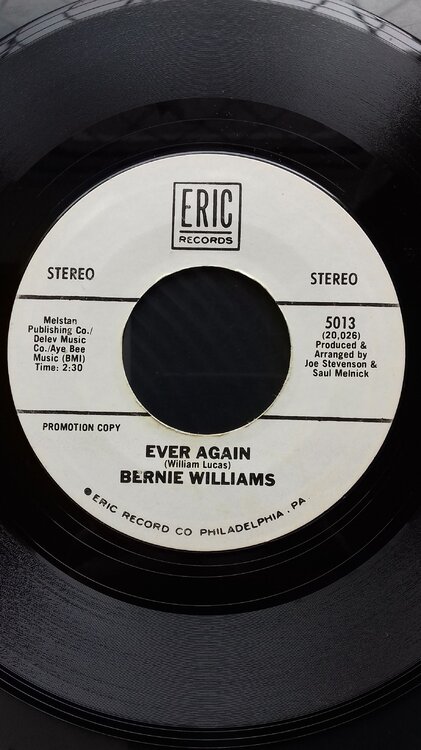 ERIC
RECORDS
STEREO
STEREO
Melstan
Publishing Co./
Delev Music
Co./Aye Bee
Music (BMI)
Time: 2:30
5013
(20,026)
Produced &
Arranged by
Joe Stevenson &
Saul Melnick
PROMOTION COPY
EVER AGAIN
(William Lucas)
BERNIE WILLIAMS
ERIC RECORD CO PHILADELPHIA . PA